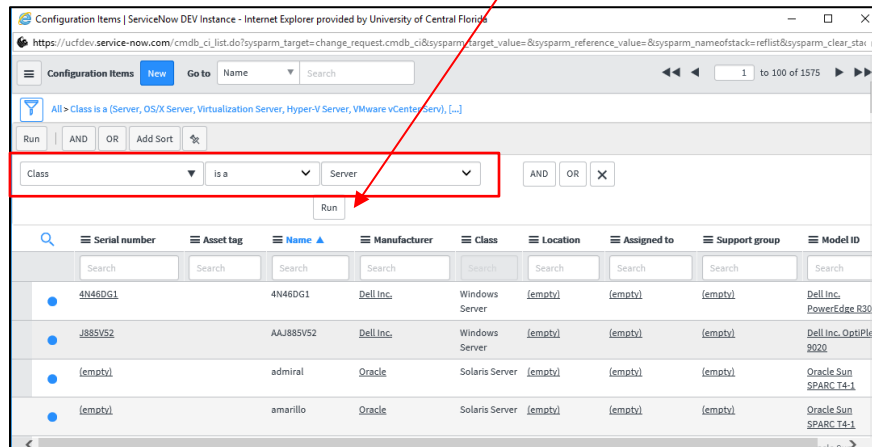 Configuration Items | ServiceNow DEV Instance - Internet Explorer provided by University of Central Florida
https://ucfdev.service-now.com/cmdb_ci_list.do?sysparm_target=change_request.cmdb_ci&sysparm_target_value=&sysparm_reference_value=&sysparm_nameofstack=reflist&sysparm_clear_stac
Configuration Items New Go to Name Search 1 to 100 of 1575
All > Class is a (Server, OS/X Server, Virtualization Server, Hyper-V Server, VMware vCenter Serv), [...]
Run AND OR Add Sort
Class is a Server AND OR X
Run
Serial number Asset tag Name Manufacturer Class Location Assigned to Support group Model ID
Search Search Search Search Search Search Search Search Search
4N46DG1 4N46DG1 Dell Inc. Windows (empty) (empty) (empty) Dell Inc.
Server PowerEdge R30
J885V52 AAJ885V52 Dell Inc. Windows (empty) (empty) (empty) Dell Inc. OptiPle
Server 9020
(empty) admiral Oracle Solaris Server (empty) (empty) (empty) Oracle Sun
SPARC T4-1
(empty) amarillo Oracle Solaris Server (empty) (empty) (empty) Oracle Sun
SPARC T4-1